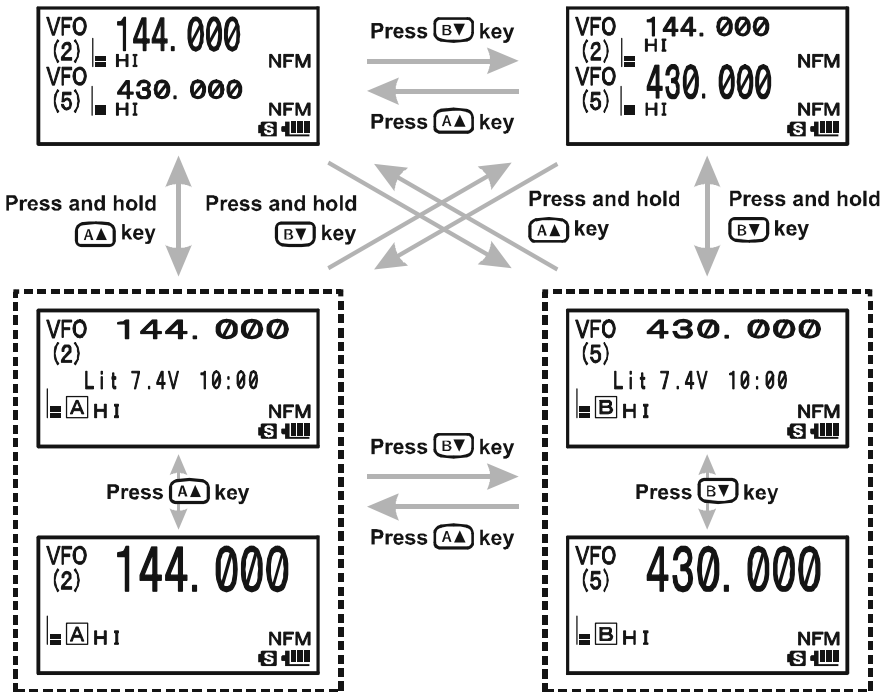 VFO
(2)
144. 000
HI
NFM
VFO
(5)
430. 000
HI
NFM
S
Press B▼ key
Press A▲ key
VFO
(2)
144. 000
HI
NFM
VFO
(5)
430. 000
HI
NFM
S
Press and hold
A▲ key
Press and hold
B▼ key
Press and hold
A▲ key
Press and hold
B▼ key
VFO
(2)
144. 000
Lit 7.4V 10:00
A HI
NFM
S
Press A▲ key
VFO
(2)
144. 000
A HI
NFM
S
Press B▼ key
Press A▲ key
VFO
(5)
430. 000
Lit 7.4V 10:00
B HI
NFM
S
Press B▼ key
VFO
(5)
430. 000
B HI
NFM
S